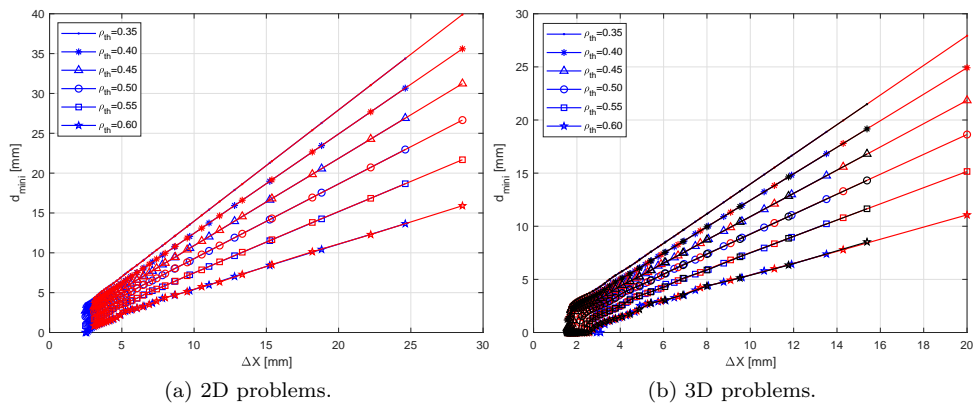 40
35
30
25
20
15
10
5
0
d_mini [mm]
ρ_th=0.35
ρ_th=0.40
ρ_th=0.45
ρ_th=0.50
ρ_th=0.55
ρ_th=0.60
5 10 15 20 25 30
ΔX [mm]
(a) 2D problems.
30
25
20
15
10
5
0
d_mini [mm]
ρ_th=0.35
ρ_th=0.40
ρ_th=0.45
ρ_th=0.50
ρ_th=0.55
ρ_th=0.60
2 4 6 8 10 12 14 16 18 20
ΔX [mm]
(b) 3D problems.